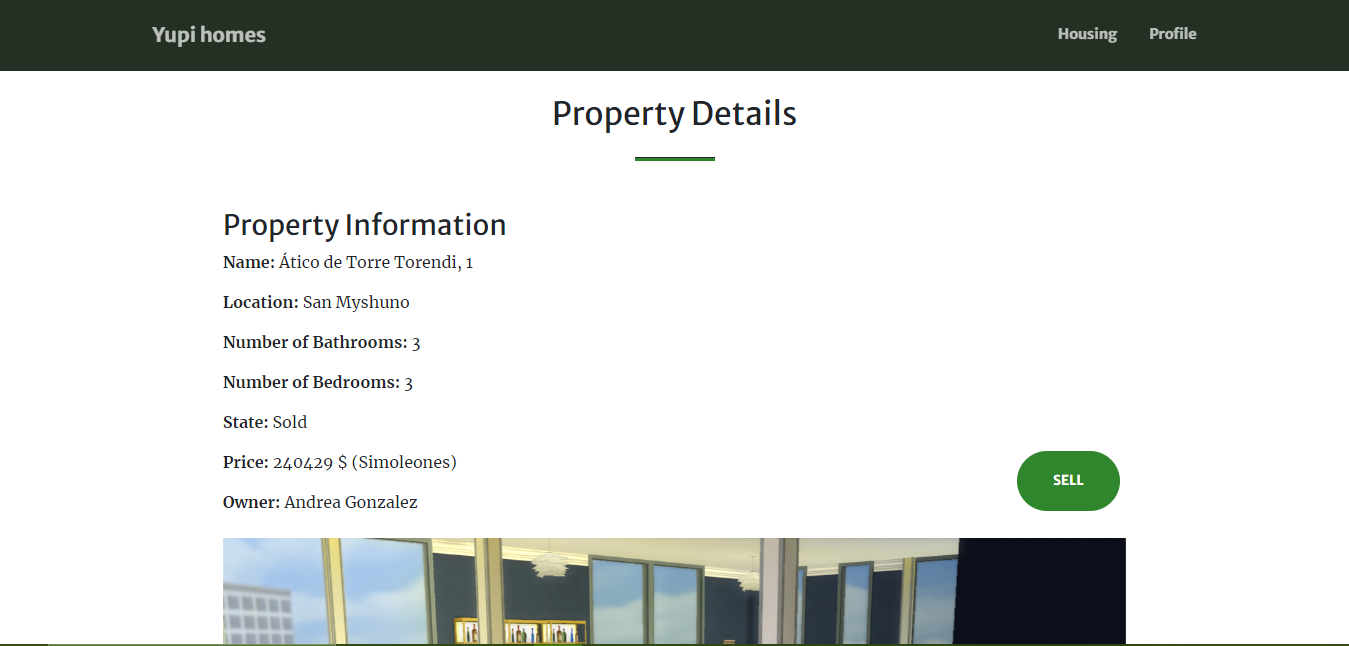 Yupi homes
Housing
Profile
Property Details
Property Information
Name: Ático de Torre Torendi, 1
Location: San Myshuno
Number of Bathrooms: 3
Number of Bedrooms: 3
State: Sold
Price: 240429 $ (Simoleones)
SELL
Owner: Andrea Gonzalez